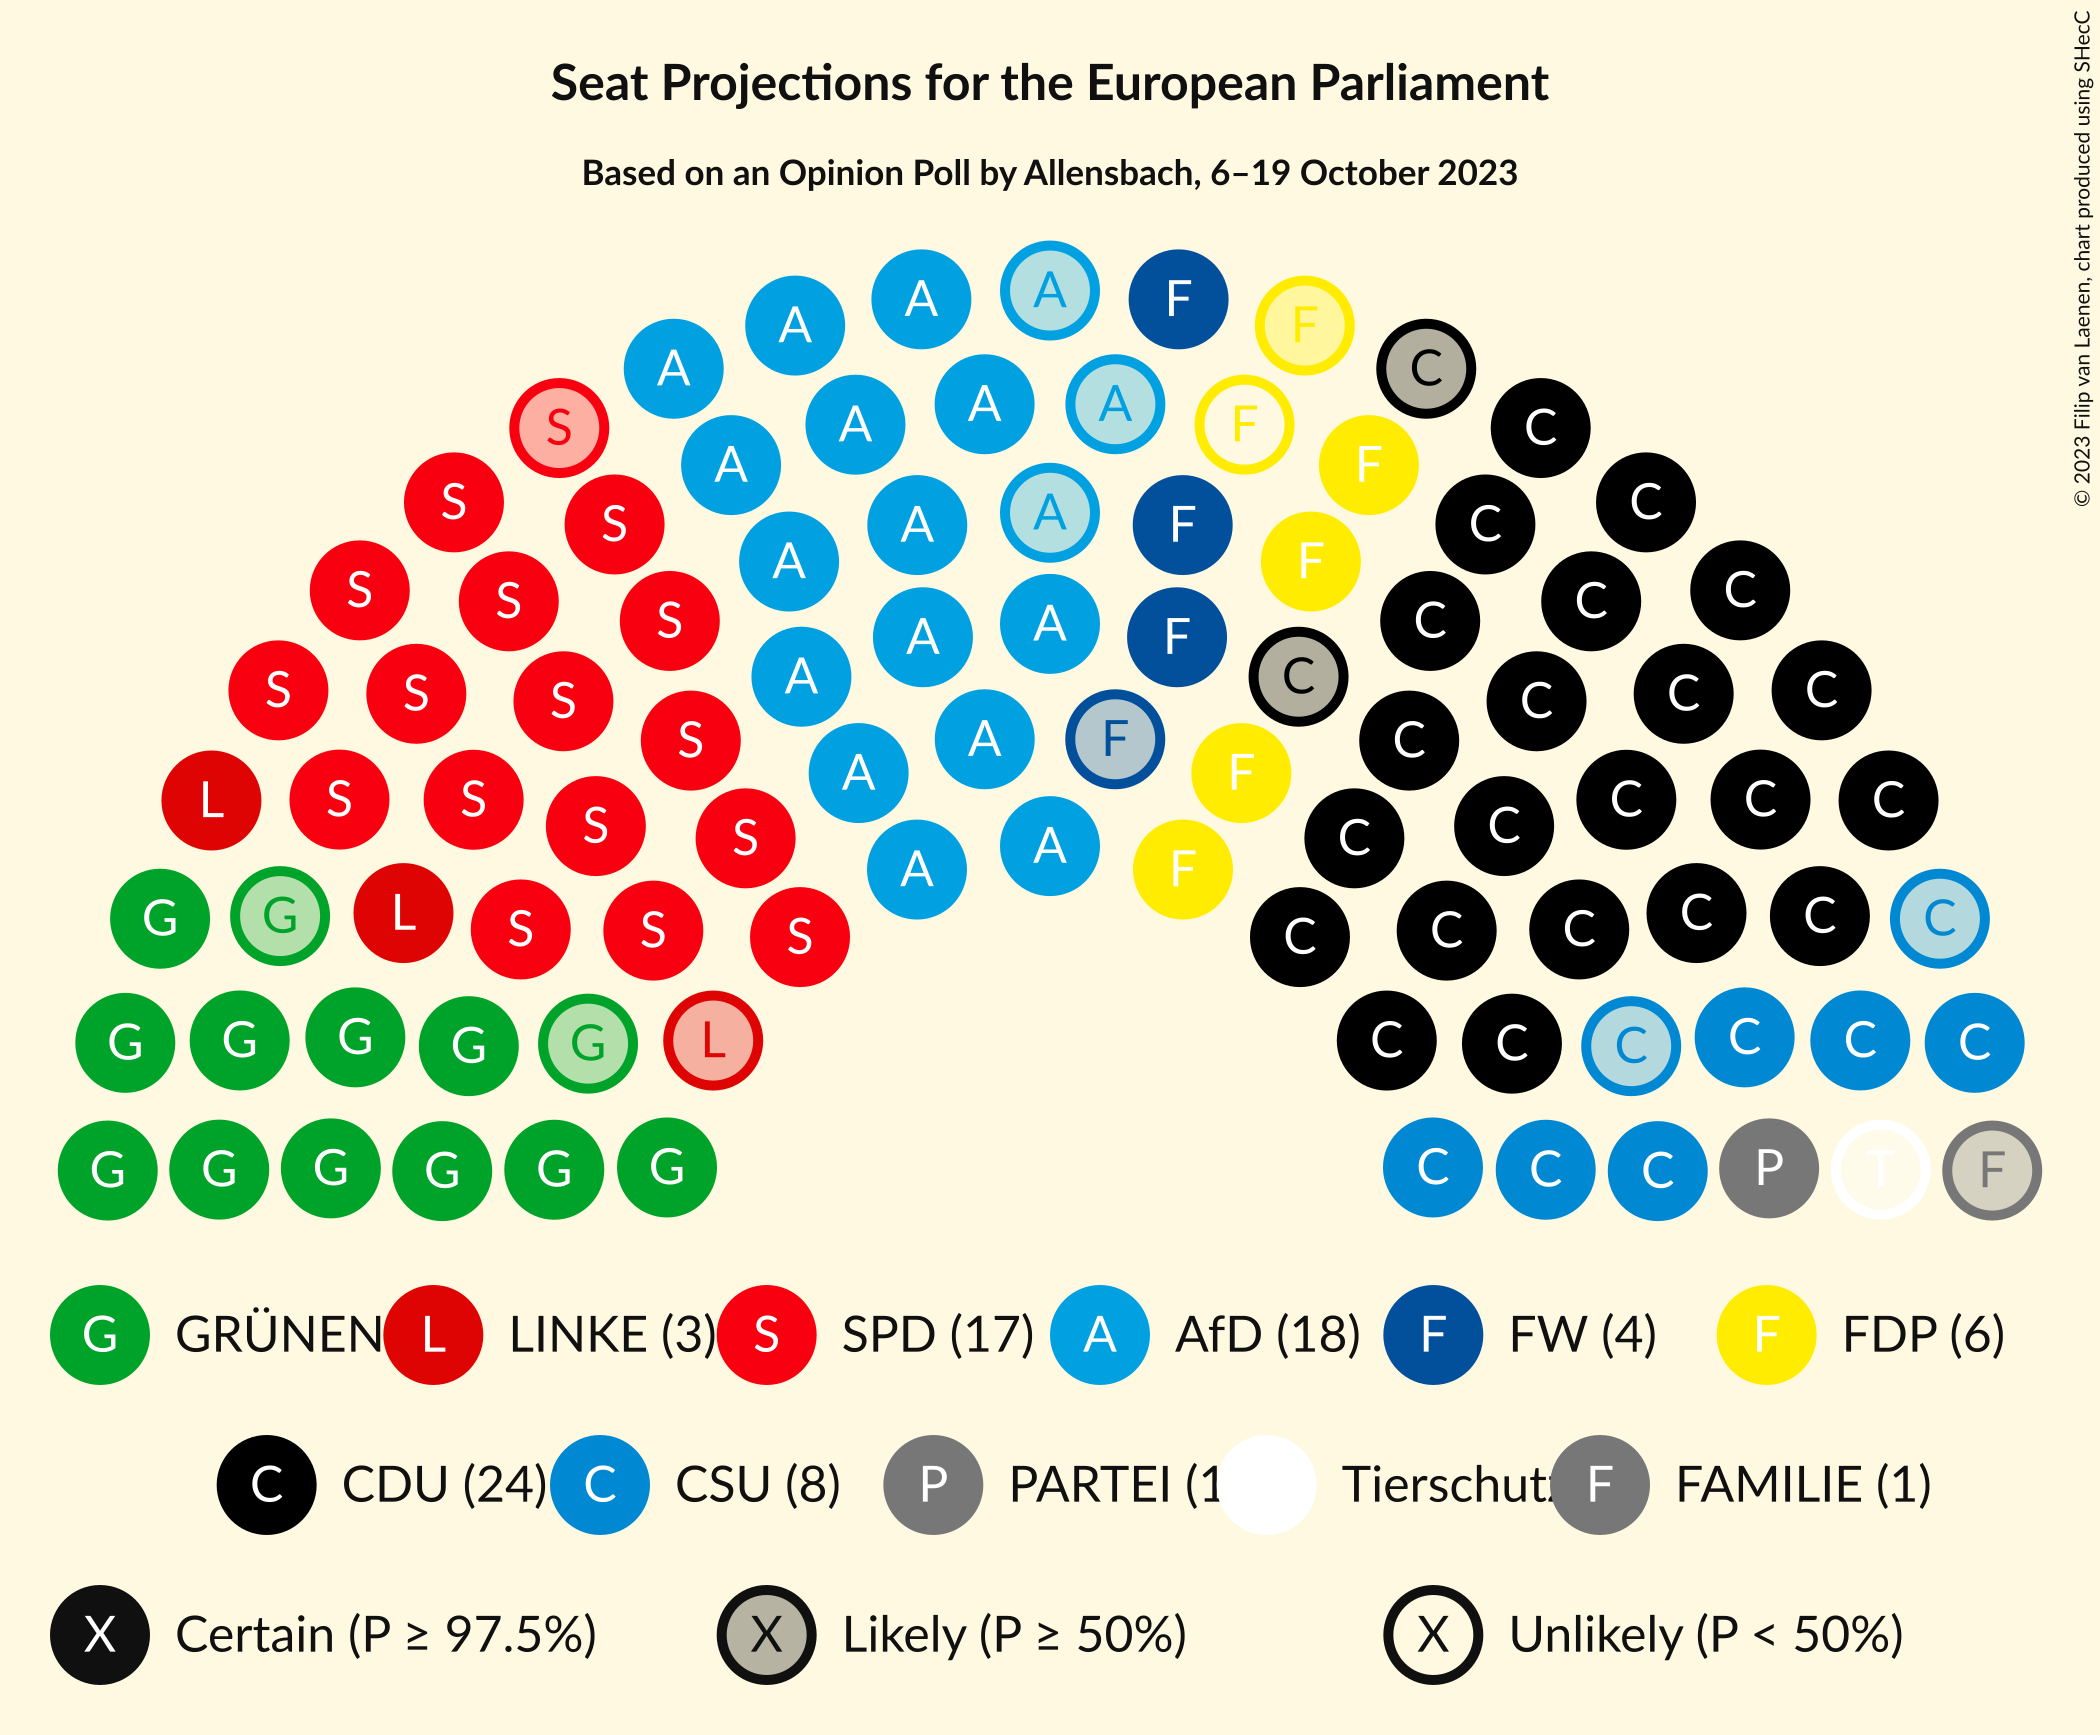 Seat Projections for the European Parliament
Based on an Opinion Poll by Allensbach, 6–19 October 2023
© 2023 Filip van Laenen, chart produced using SHecC
A A A F F
A C
S A A A F C
A F
S S A A F C C
A F
S S S A A F C C C
S S S A C C C C
S A F C
L S S A F C C C
S S A A F C C
G G L S S S C C C C C C
G G G G G L C C C C C C
G G G G G G C C C P T F
G GRÜNEN L LINKE (3) S SPD (17) A AfD (18) F FW (4) F FDP (6)
C CDU (24) C CSU (8) P PARTEI (1 Tierschutz F FAMILIE (1)
X Certain (P ≥ 97.5%) X Likely (P ≥ 50%) X Unlikely (P < 50%)